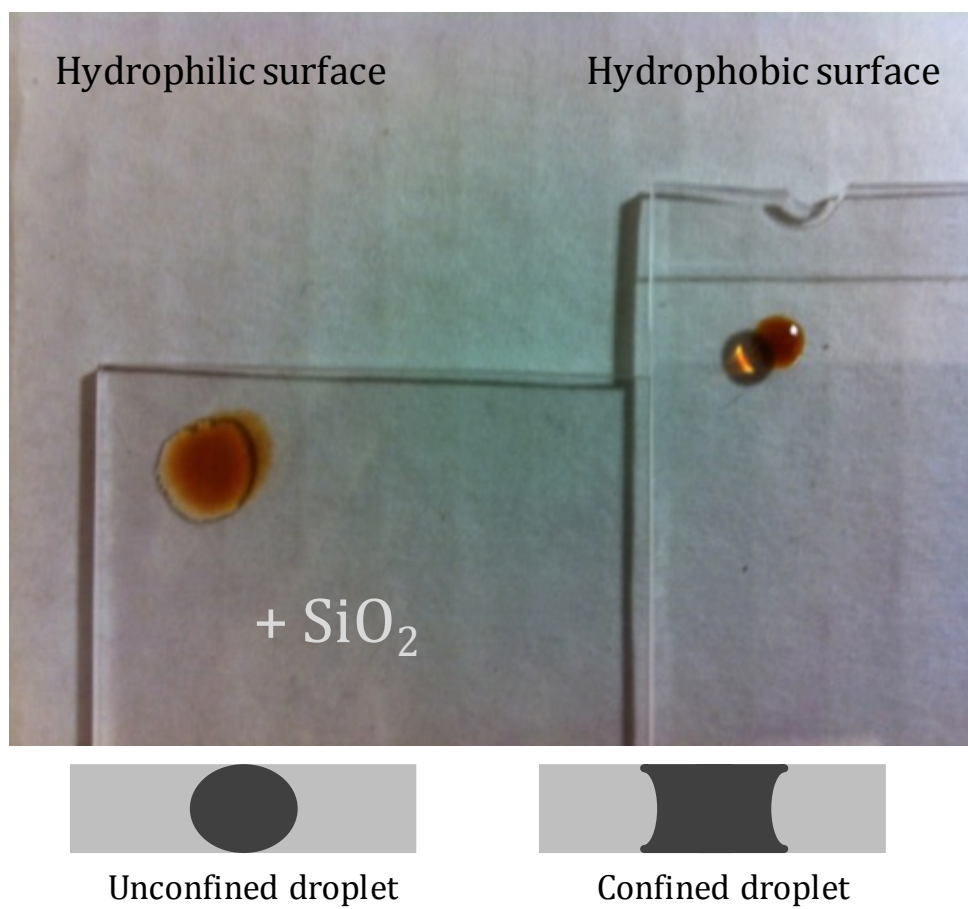 Hydrophilic surface
Hydrophobic surface
+ SiO₂
Unconfined droplet
Confined droplet